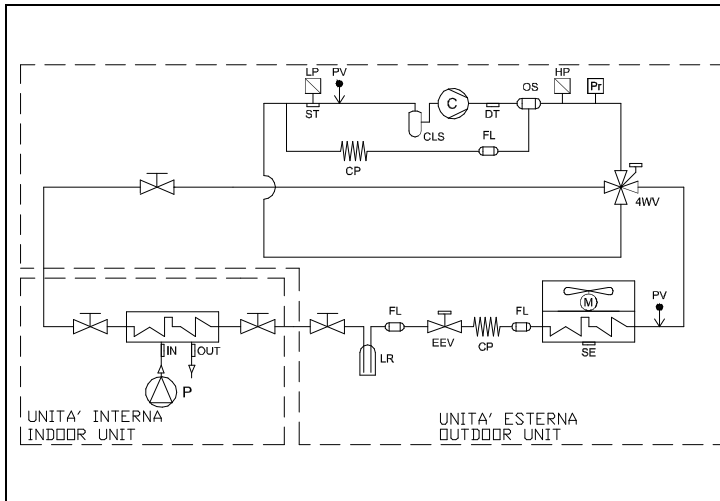 LP PV OS HP Pr
C
ST DT
CLS FL
CP
4WV
FL FL PV
M
EEV CP SE
LR
IN OUT
P
UNITA' INTERNA
INDOOR UNIT
UNITA' ESTERNA
OUTDOOR UNIT